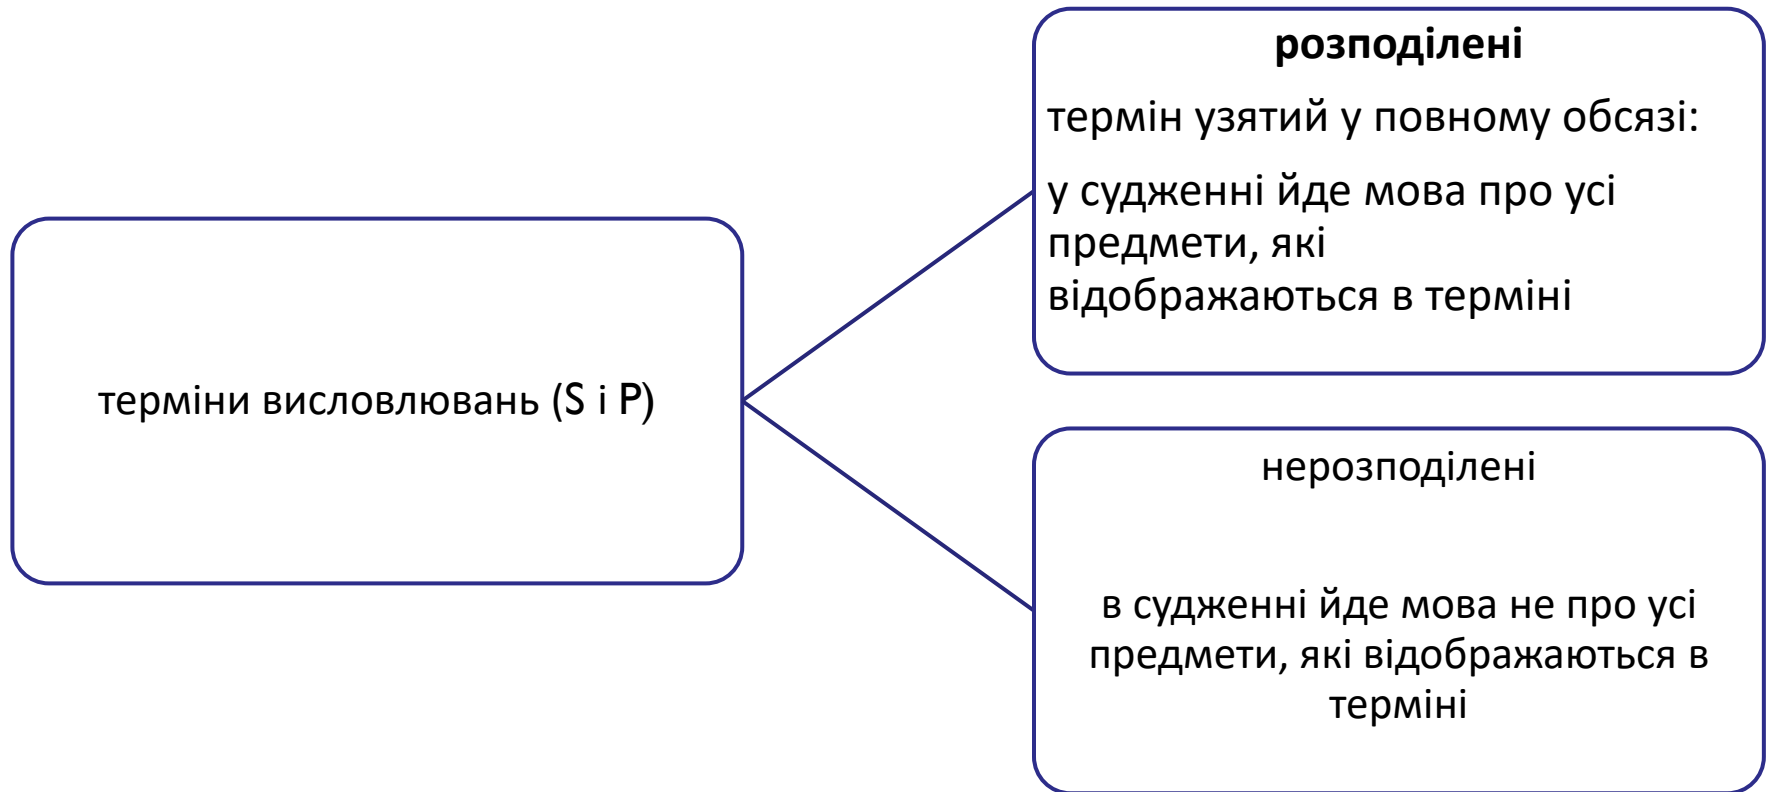 терміни висловлювань (S і P)
розподілені
термін узятий у повному обсязі:
у судженні йде мова про усі
предмети, які
відображаються в терміні
нерозподілені
в судженні йде мова не про усі
предмети, які відображаються в
терміні